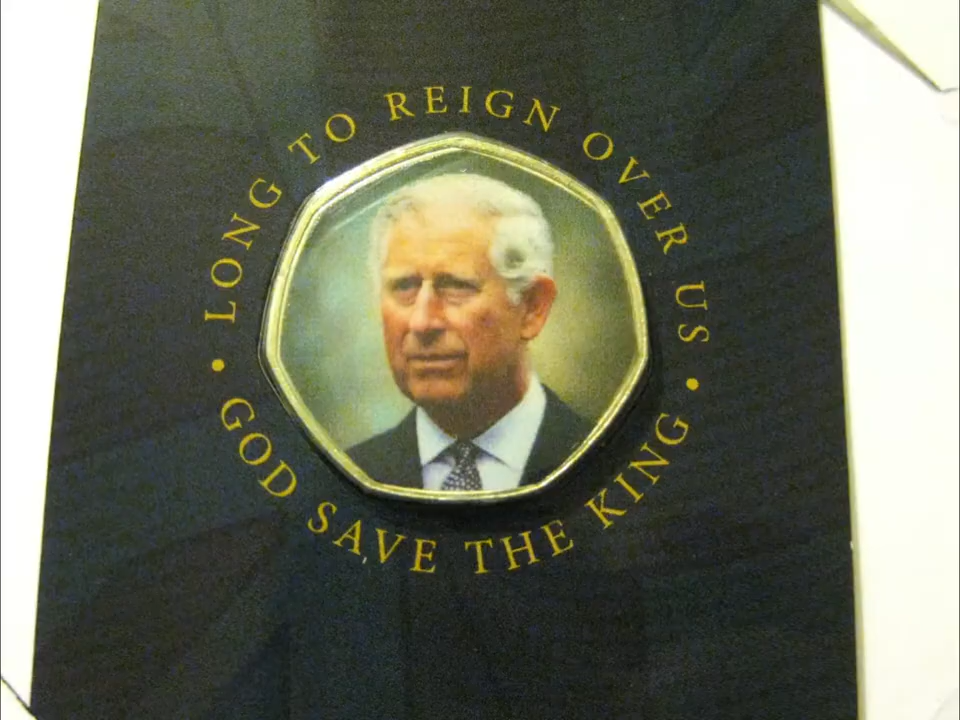 • LONG TO REIGN OVER US •
GOD SAVE THE KING